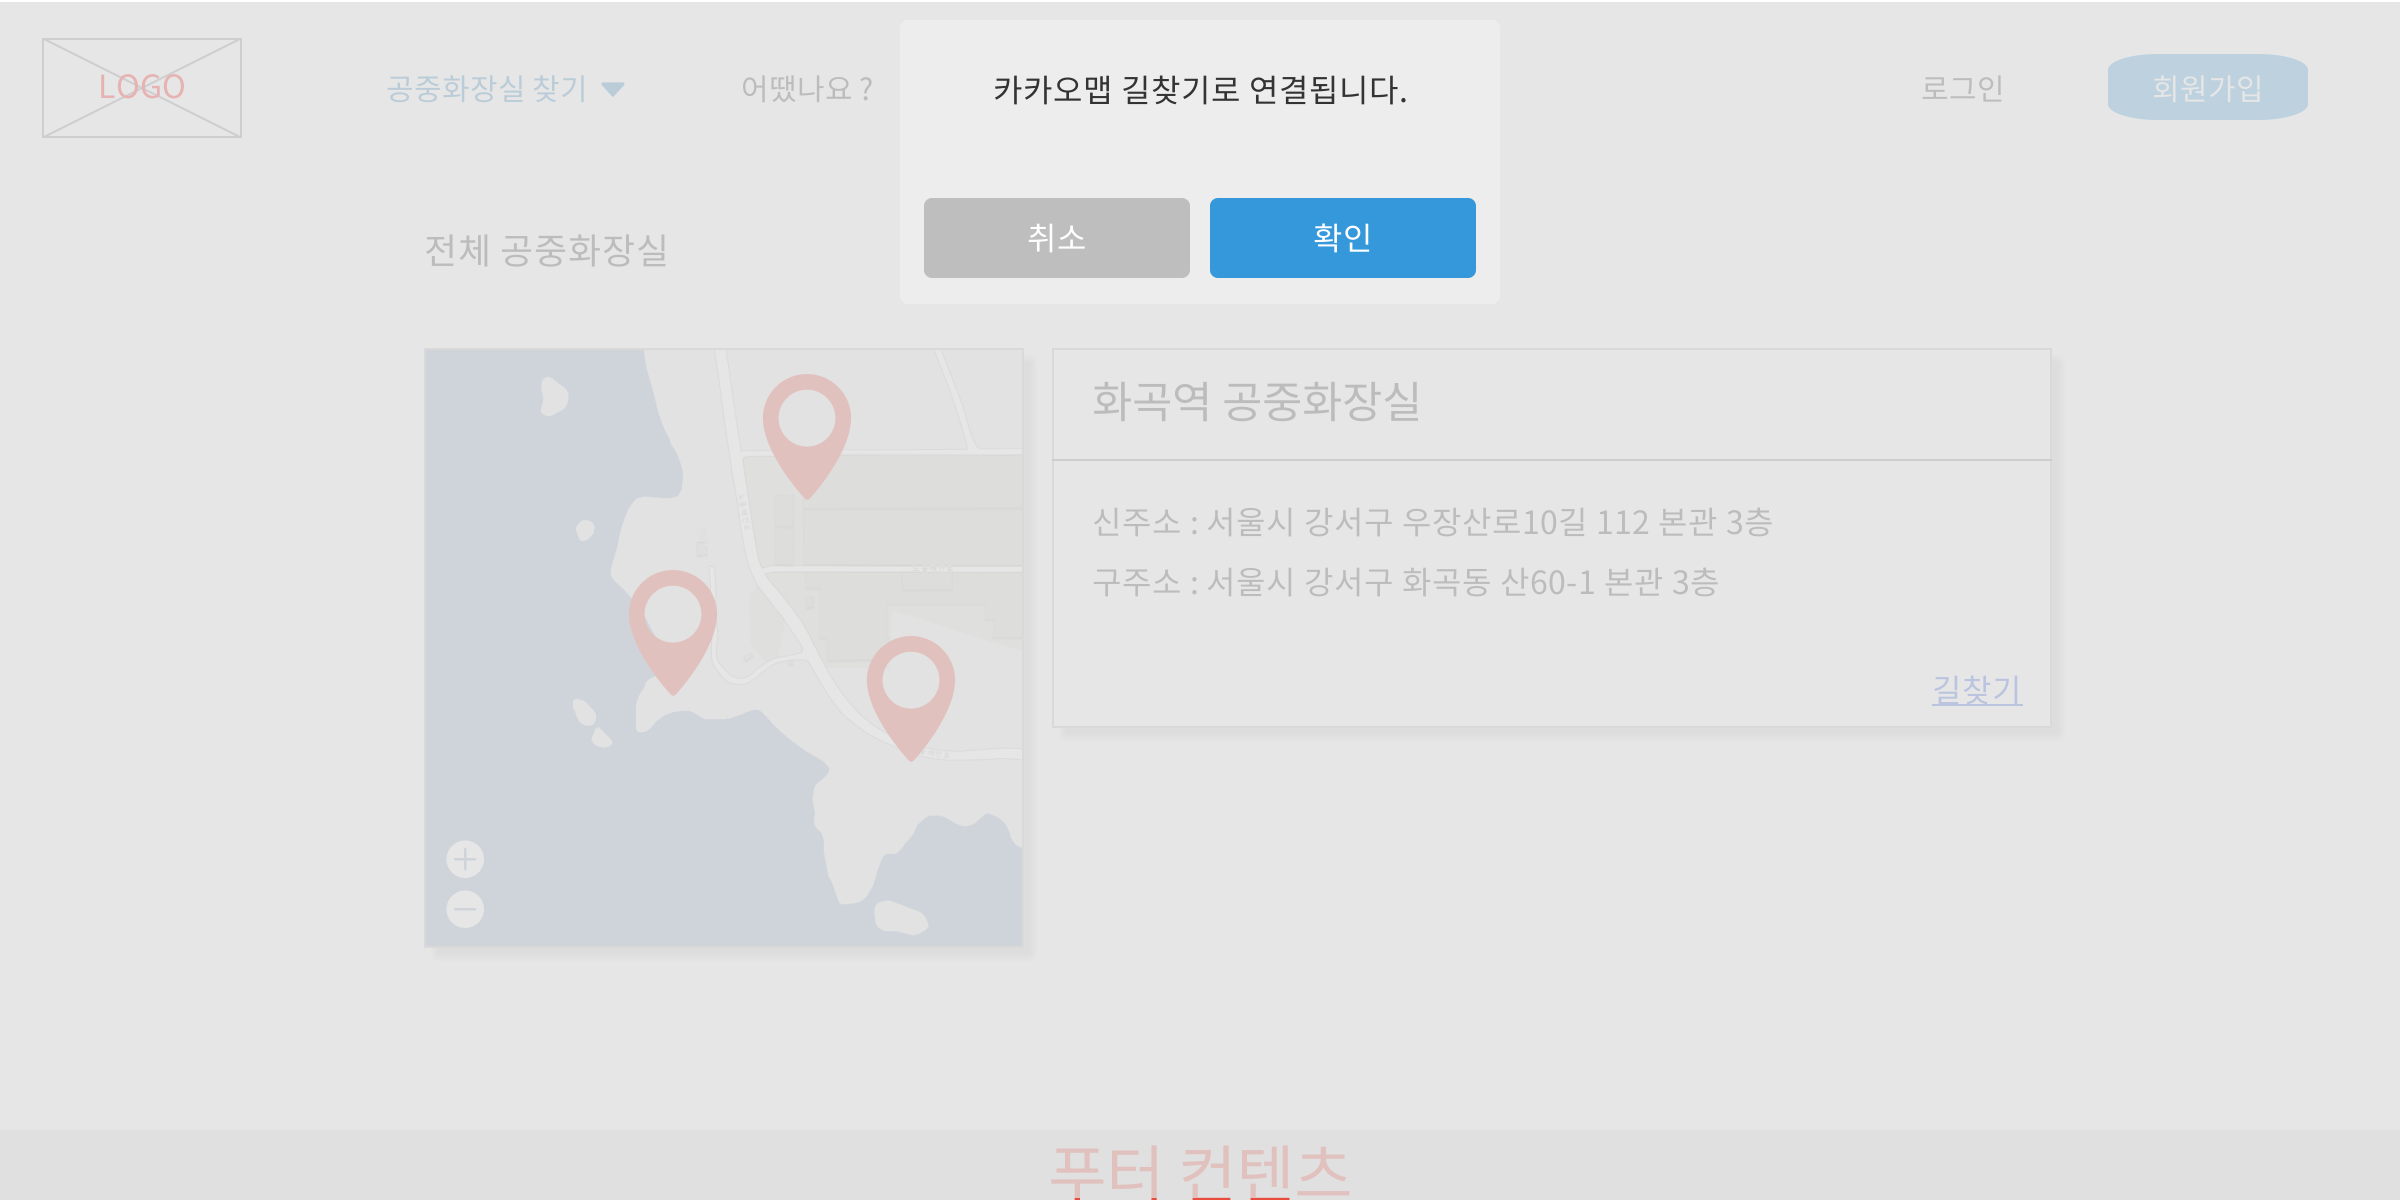 LOGO
공중화장실 찾기
어땠나요 ?
카카오맵 길찾기로 연결됩니다.
로그인
회원가입
취소
확인
전체 공중화장실
화곡역 공중화장실
신주소 : 서울시 강서구 우장산로10길 112 본관 3층
구주소 : 서울시 강서구 화곡동 산60-1 본관 3층
길찾기
푸터 컨텐츠